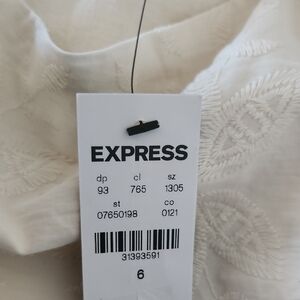 EXPRESS
dp cl sz
93 765 1305
st co
07650198 0121
31393591
6